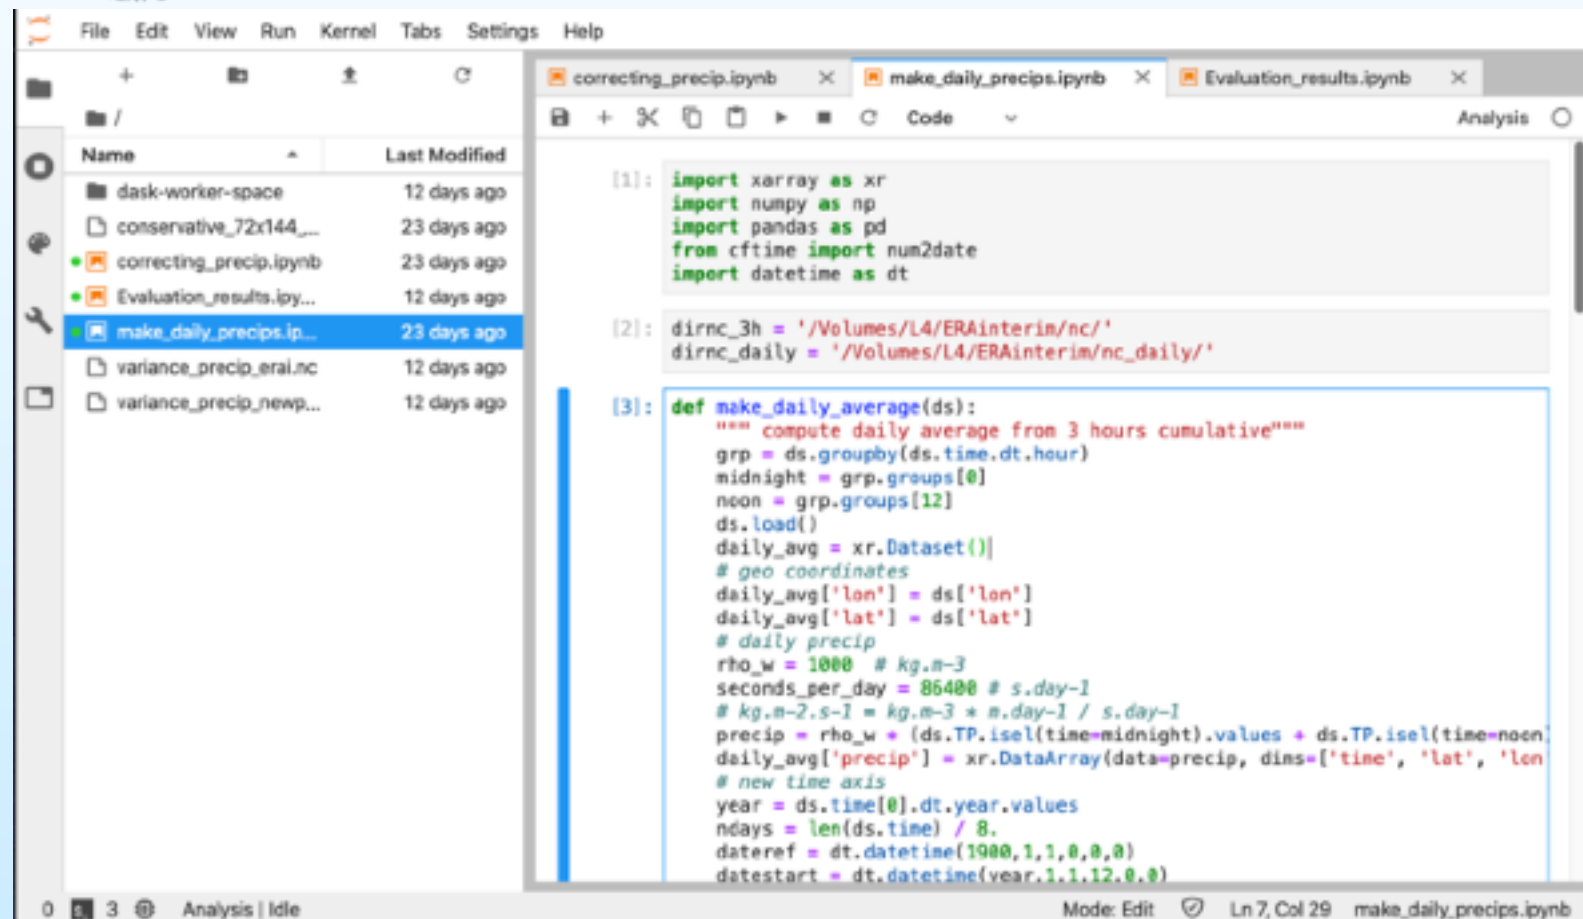 File Edit View Run Kernel Tabs Settings Help
correcting_precip.ipynb make_daily_precips.ipynb Evaluation_results.ipynb
/
Code Analysis
Name Last Modified
dask-worker-space 12 days ago
conservative_72x144_... 23 days ago
correcting_precip.ipynb 23 days ago
Evaluation_results.ipy... 12 days ago
make_daily_precips.ip... 23 days ago
variance_precip_erai.nc 12 days ago
variance_precip_newp... 12 days ago
[1]: import xarray as xr
import numpy as np
import pandas as pd
from cftime import num2date
import datetime as dt
[2]: dirnc_3h = '/Volumes/L4/ERAinterim/nc/'
dirnc_daily = '/Volumes/L4/ERAinterim/nc_daily/'
[3]: def make_daily_average(ds):
""" compute daily average from 3 hours cumulative"""
grp = ds.groupby(ds.time.dt.hour)
midnight = grp.groups[0]
noon = grp.groups[12]
ds.load()
daily_avg = xr.Dataset()
# geo coordinates
daily_avg['lon'] = ds['lon']
daily_avg['lat'] = ds['lat']
# daily precip
rho_w = 1000 # kg.m-3
seconds_per_day = 86400 # s.day-1
# kg.m-2.s-1 = kg.m-3 * m.day-1 / s.day-1
precip = rho_w * (ds.TP.isel(time=midnight).values + ds.TP.isel(time=noon)
daily_avg['precip'] = xr.DataArray(data=precip, dims=['time', 'lat', 'lon'
# new time axis
year = ds.time[0].dt.year.values
ndays = len(ds.time) / 8.
dateref = dt.datetime(1900,1,1,0,0,0)
datestart = dt.datetime(year,1,1,12,0,0)
0 3 Analysis | Idle Mode: Edit Ln 7, Col 29 make_daily_precips.ipynb